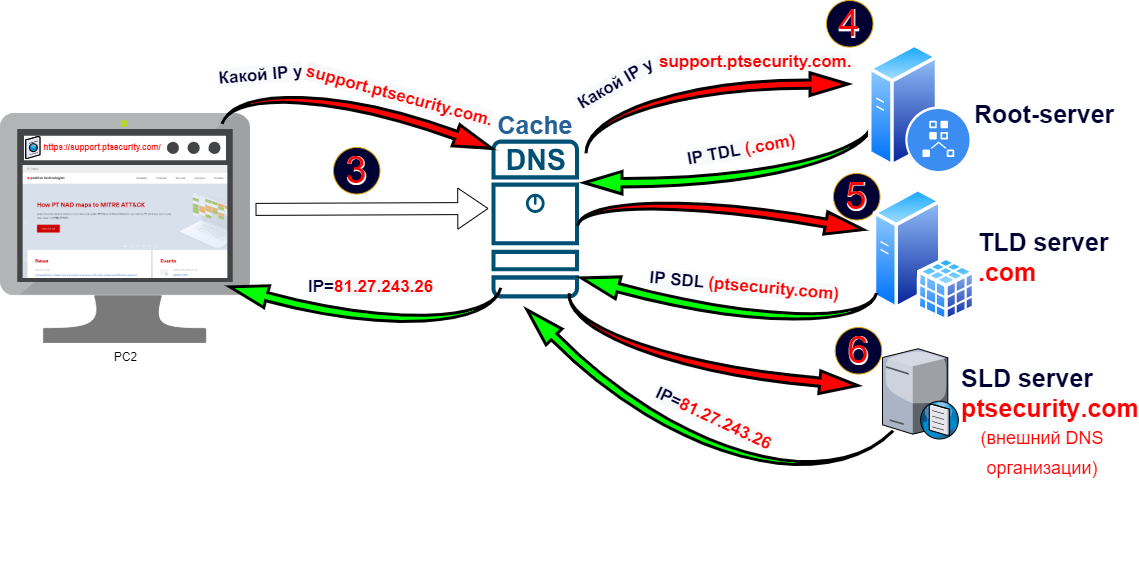 4
Какой IP у support.ptsecurity.com.
Какой IP у support.ptsecurity.com.
Root-server
Cache
DNS
IP TDL (.com)
https://support.ptsecurity.com/
3
positive technologies
How PT NAD maps to MITRE ATT&CK
News
Events
5
TLD server
.com
IP SDL (ptsecurity.com)
IP=81.27.243.26
PC2
6
SLD server
ptsecurity.com
(внешний DNS
организации)
IP=81.27.243.26